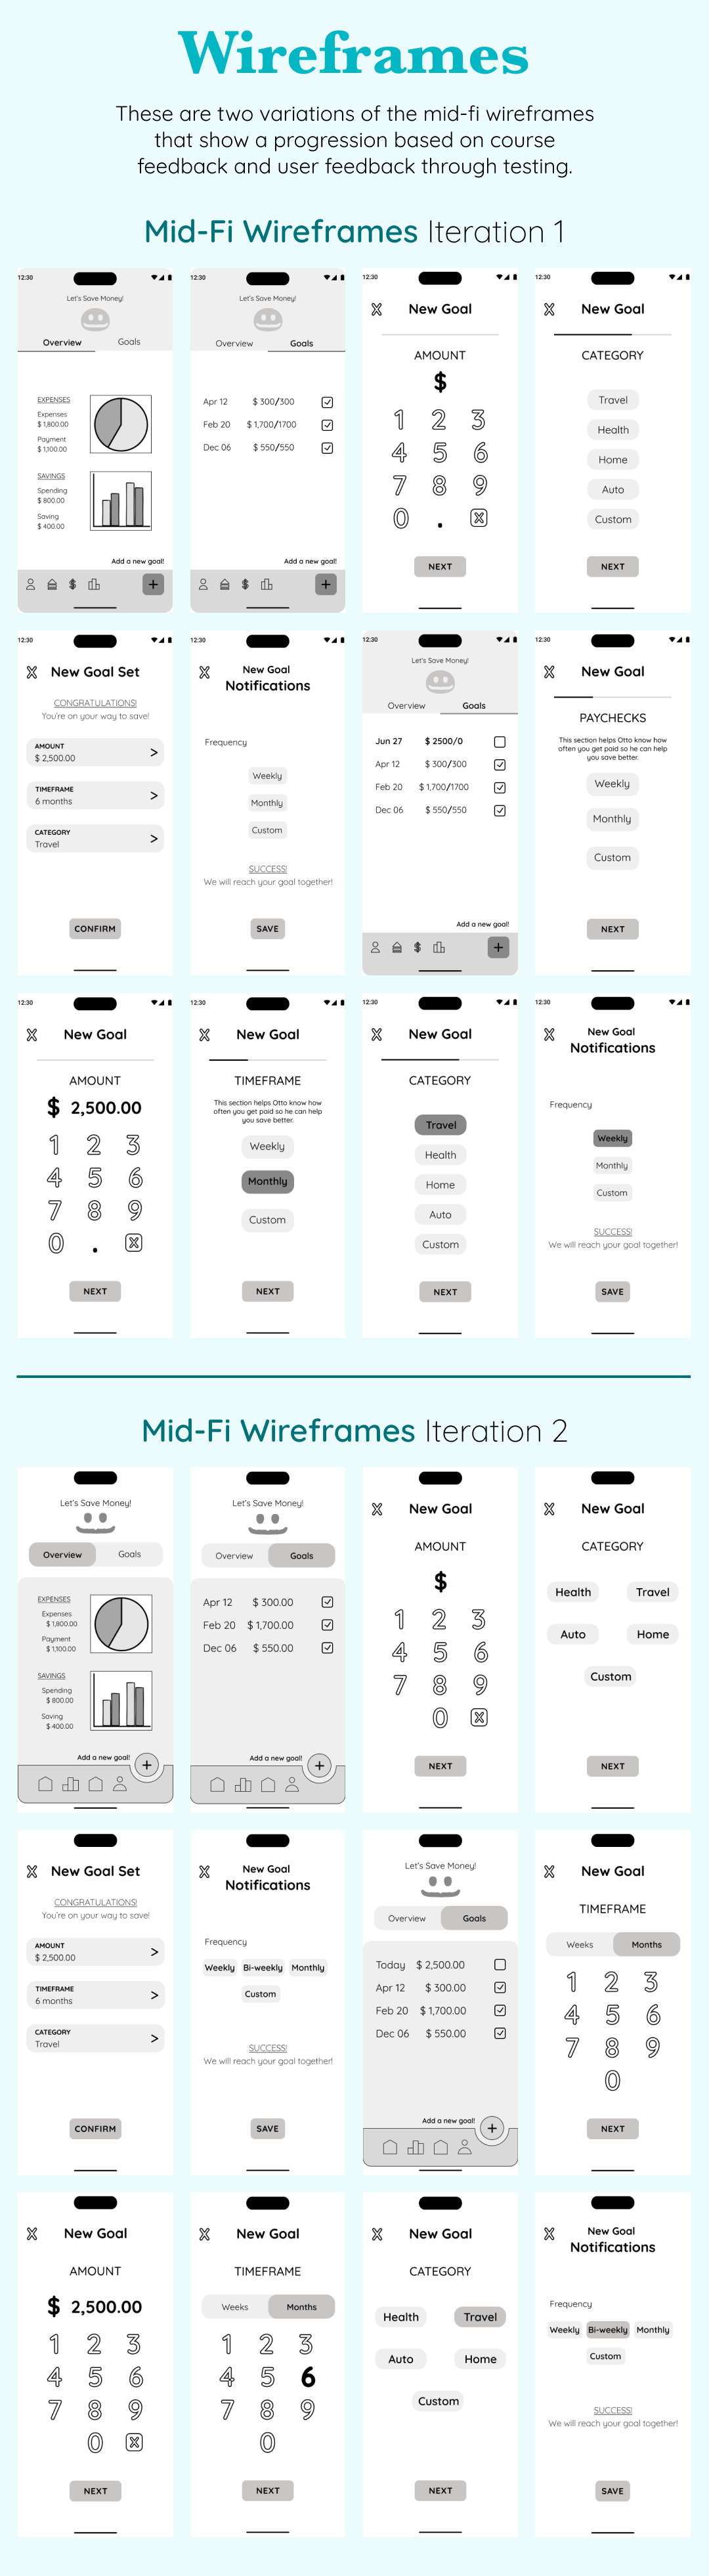 Wireframes
These are two variations of the mid-fi wireframes
that show a progression based on course
feedback and user feedback through testing.
Mid-Fi Wireframes Iteration 1
12:30
Let's Save Money!
Overview Goals
EXPENSES
Expenses
$ 1,800.00
Payment
$ 1,100.00
SAVINGS
Spending
$ 800.00
Saving
$ 400.00
Add a new goal!
$
+
12:30
Let's Save Money!
Overview Goals
Apr 12 $ 300/300
Feb 20 $ 1,700/1700
Dec 06 $ 550/550
Add a new goal!
$
+
12:30
X New Goal
AMOUNT
$
1 2 3
4 5 6
7 8 9
0 . X
NEXT
12:30
X New Goal
CATEGORY
Travel
Health
Home
Auto
Custom
NEXT
12:30
X New Goal Set
CONGRATULATIONS!
You're on your way to save!
AMOUNT
$ 2,500.00 >
TIMEFRAME
6 months >
CATEGORY
Travel >
CONFIRM
12:30
X New Goal
Notifications
Frequency
Weekly
Monthly
Custom
SUCCESS!
We will reach your goal together!
SAVE
12:30
Let's Save Money!
Overview Goals
Jun 27 $ 2500/0
Apr 12 $ 300/300
Feb 20 $ 1,700/1700
Dec 06 $ 550/550
Add a new goal!
$
+
12:30
X New Goal
PAYCHECKS
This section helps Otto know how
often you get paid so he can help
you save better.
Weekly
Monthly
Custom
NEXT
12:30
X New Goal
AMOUNT
$ 2,500.00
1 2 3
4 5 6
7 8 9
0 . X
NEXT
12:30
X New Goal
TIMEFRAME
This section helps Otto know how
often you get paid so he can help
you save better.
Weekly
Monthly
Custom
NEXT
12:30
X New Goal
CATEGORY
Travel
Health
Home
Auto
Custom
NEXT
12:30
X New Goal
Notifications
Frequency
Weekly
Monthly
Custom
SUCCESS!
We will reach your goal together!
SAVE
Mid-Fi Wireframes Iteration 2
Let's Save Money!
Overview Goals
EXPENSES
Expenses
$ 1,800.00
Payment
$ 1,100.00
SAVINGS
Spending
$ 800.00
Saving
$ 400.00
Add a new goal!
+
Let's Save Money!
Overview Goals
Apr 12 $ 300.00
Feb 20 $ 1,700.00
Dec 06 $ 550.00
Add a new goal!
+
X New Goal
AMOUNT
$
1 2 3
4 5 6
7 8 9
0 X
NEXT
X New Goal
CATEGORY
Health Travel
Auto Home
Custom
NEXT
X New Goal Set
CONGRATULATIONS!
You're on your way to save!
AMOUNT
$ 2,500.00 >
TIMEFRAME
6 months >
CATEGORY
Travel >
CONFIRM
X New Goal
Notifications
Frequency
Weekly Bi-weekly Monthly
Custom
SUCCESS!
We will reach your goal together!
SAVE
Let's Save Money!
Overview Goals
Today $ 2,500.00
Apr 12 $ 300.00
Feb 20 $ 1,700.00
Dec 06 $ 550.00
Add a new goal!
+
X New Goal
TIMEFRAME
Weeks Months
1 2 3
4 5 6
7 8 9
0
NEXT
X New Goal
AMOUNT
$ 2,500.00
1 2 3
4 5 6
7 8 9
0 X
NEXT
X New Goal
TIMEFRAME
Weeks Months
1 2 3
4 5 6
7 8 9
0
NEXT
X New Goal
CATEGORY
Health Travel
Auto Home
Custom
NEXT
X New Goal
Notifications
Frequency
Weekly Bi-weekly Monthly
Custom
SUCCESS!
We will reach your goal together!
SAVE